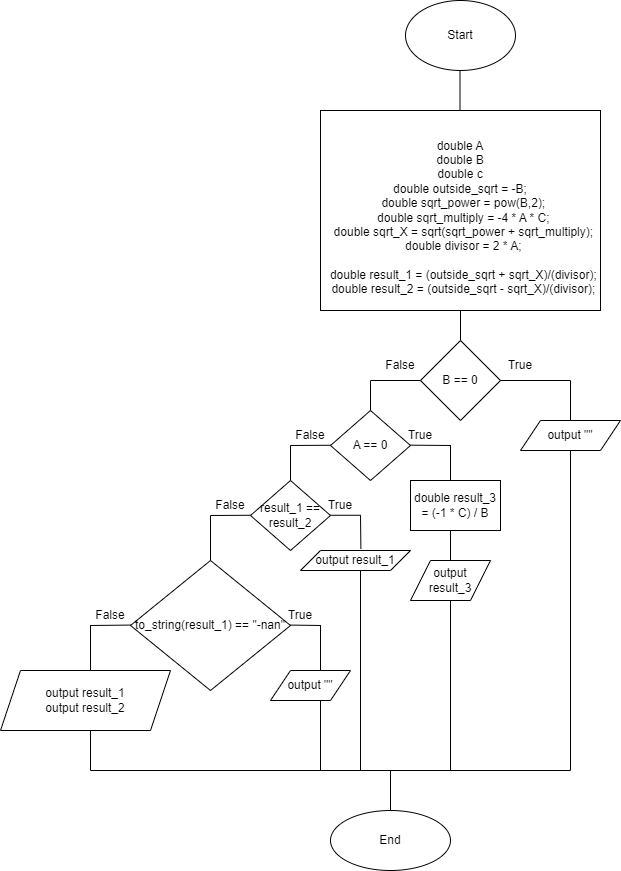 Start
double A
double B
double c
double outside_sqrt = -B;
double sqrt_power = pow(B,2);
double sqrt_multiply = -4 * A * C;
double sqrt_X = sqrt(sqrt_power + sqrt_multiply);
double divisor = 2 * A;
double result_1 = (outside_sqrt + sqrt_X)/(divisor);
double result_2 = (outside_sqrt - sqrt_X)/(divisor);
False
True
B == 0
output ""
False
True
A == 0
double result_3
= (-1 * C) / B
output
result_3
False
True
result_1 ==
result_2
output result_1
False
True
to_string(result_1) == "-nan"
output result_1
output result_2
output ""
End